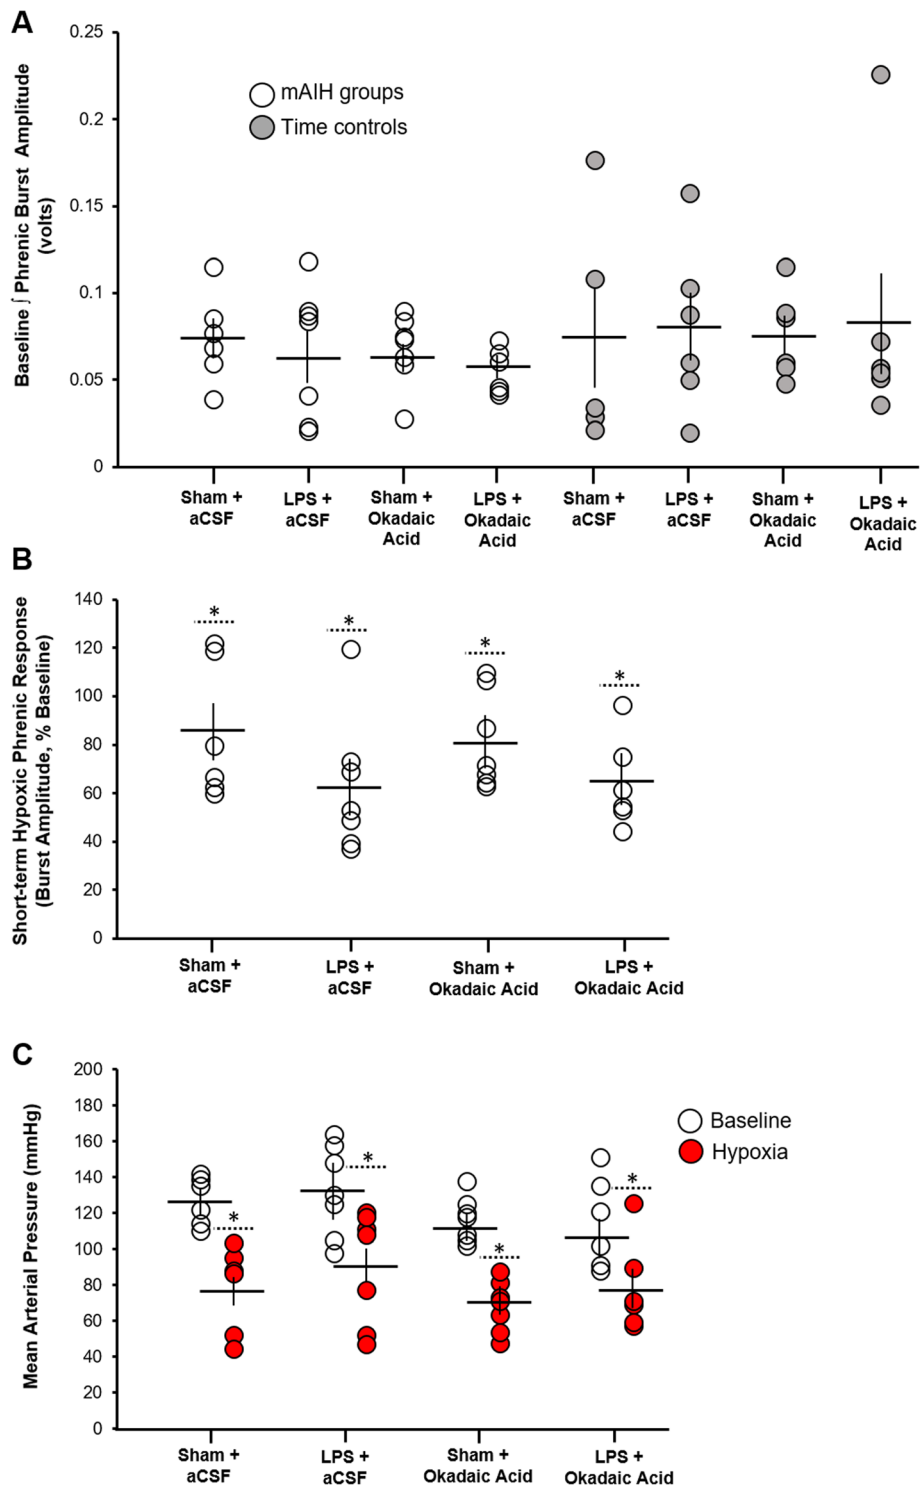 A
Baseline ∫ Phrenic Burst Amplitude
(volts)
0.25
0.2
0.15
0.1
0.05
0
mAIH groups
Time controls
Sham +
aCSF
LPS +
aCSF
Sham +
Okadaic
Acid
LPS +
Okadaic
Acid
Sham +
aCSF
LPS +
aCSF
Sham +
Okadaic
Acid
LPS +
Okadaic
Acid
B
Short-term Hypoxic Phrenic Response
(Burst Amplitude, % Baseline)
140
120
100
80
60
40
20
0
*
*
*
*
Sham +
aCSF
LPS +
aCSF
Sham +
Okadaic Acid
LPS +
Okadaic Acid
C
Mean Arterial Pressure (mmHg)
200
180
160
140
120
100
80
60
40
20
0
*
*
*
*
Baseline
Hypoxia
Sham +
aCSF
LPS +
aCSF
Sham +
Okadaic Acid
LPS +
Okadaic Acid